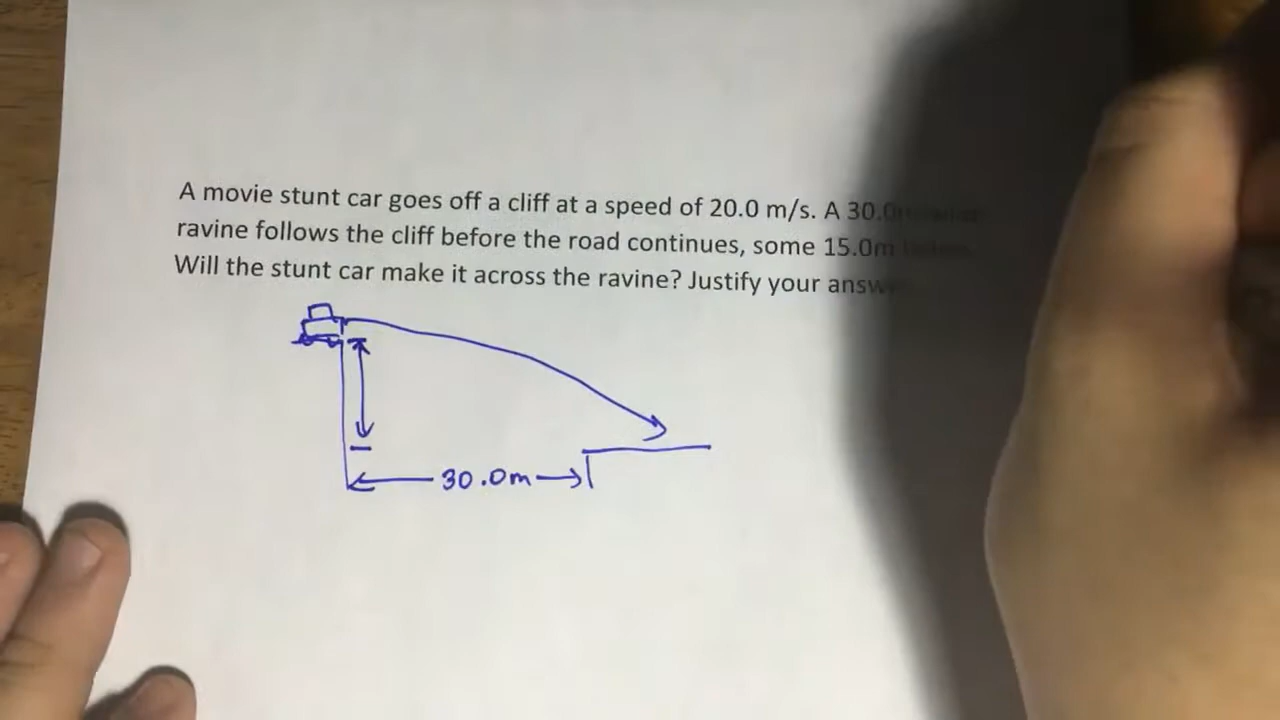 A movie stunt car goes off a cliff at a speed of 20.0 m/s. A 30.0m
ravine follows the cliff before the road continues, some 15.0m
Will the stunt car make it across the ravine? Justify your
30.0m